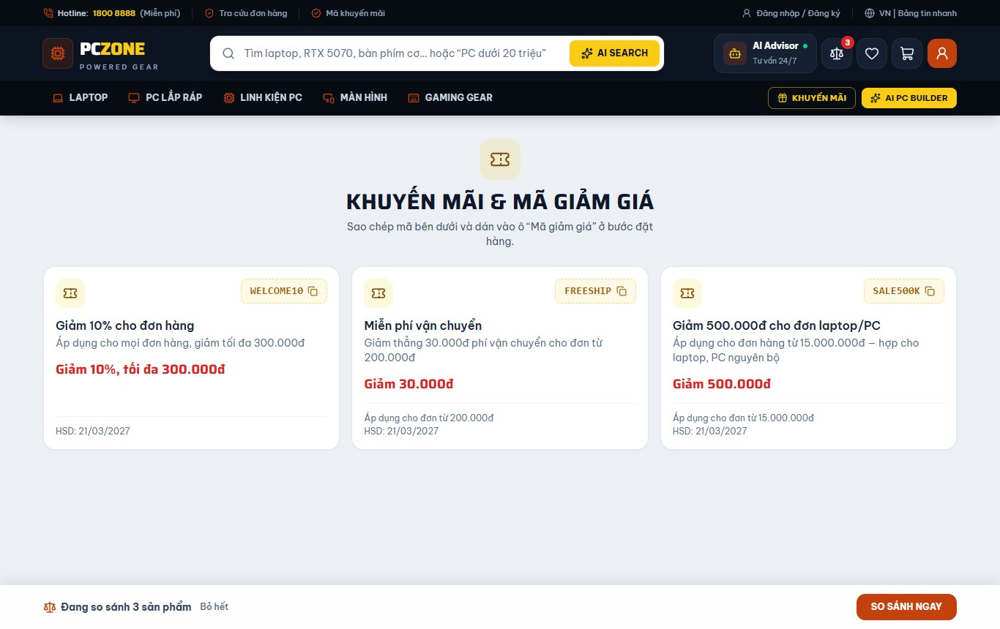 Hotline: 1800 8888 (Miễn phí)
Tra cứu đơn hàng
Mã khuyến mãi
Đăng nhập / Đăng ký
VN | Bảng tin nhanh
PCZONE
POWERED GEAR
Tìm laptop, RTX 5070, bàn phím cơ... hoặc “PC dưới 20 triệu”
AI SEARCH
AI Advisor
Tư vấn 24/7
3
LAPTOP
PC LẮP RÁP
LINH KIỆN PC
MÀN HÌNH
GAMING GEAR
KHUYẾN MÃI
AI PC BUILDER
KHUYẾN MÃI & MÃ GIẢM GIÁ
Sao chép mã bên dưới và dán vào ô “Mã giảm giá” ở bước đặt
hàng.
WELCOME10
Giảm 10% cho đơn hàng
Áp dụng cho mọi đơn hàng, giảm tối đa 300.000đ
Giảm 10%, tối đa 300.000đ
HSD: 21/03/2027
FREESHIP
Miễn phí vận chuyển
Giảm thẳng 30.000đ phí vận chuyển cho đơn từ
200.000đ
Giảm 30.000đ
Áp dụng cho đơn từ 200.000đ
HSD: 21/03/2027
SALE500K
Giảm 500.000đ cho đơn laptop/PC
Áp dụng cho đơn hàng từ 15.000.000đ — hợp cho
laptop, PC nguyên bộ
Giảm 500.000đ
Áp dụng cho đơn từ 15.000.000đ
HSD: 21/03/2027
Đang so sánh 3 sản phẩm
Bỏ hết
SO SÁNH NGAY